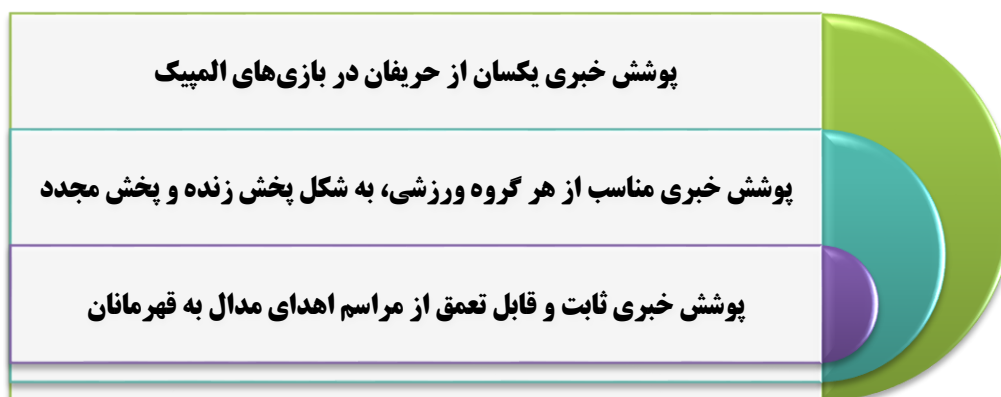 پوشش خبری یکسان از حریفان در بازی‌های المپیک
پوشش خبری مناسب از هر گروه ورزشی، به شکل پخش زنده و پخش مجدد
پوشش خبری ثابت و قابل تعمق از مراسم اهدای مدال به قهرمانان